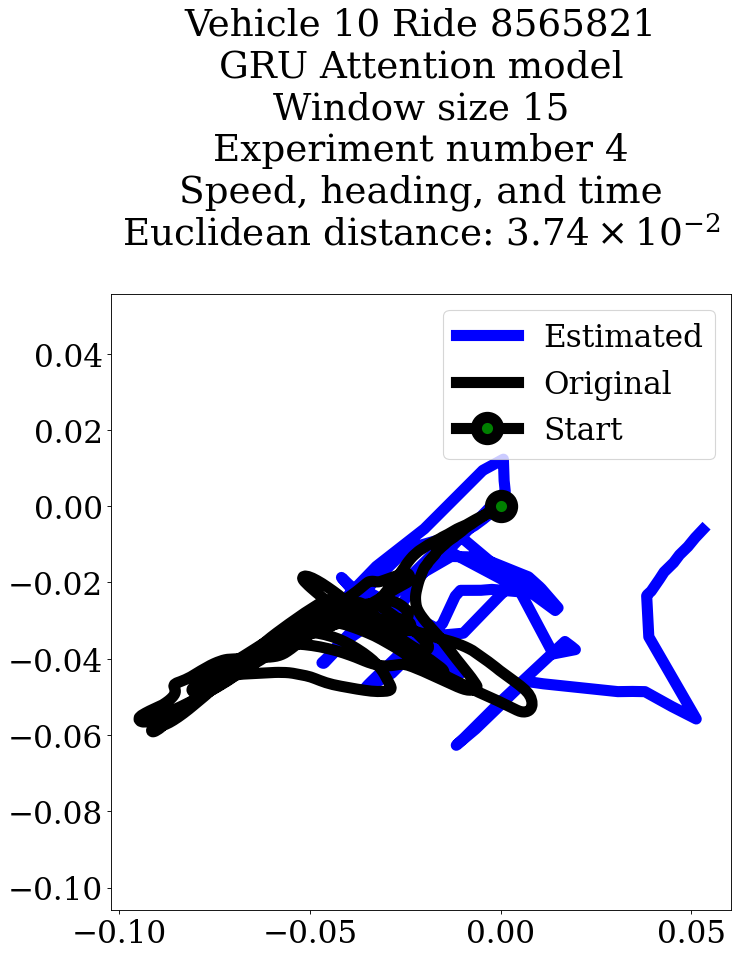 Vehicle 10 Ride 8565821
GRU Attention model
Window size 15
Experiment number 4
Speed, heading, and time
Euclidean distance: 3.74 × 10⁻²
Estimated
Original
Start
0.04
0.02
0.00
−0.02
−0.04
−0.06
−0.08
−0.10
−0.10 −0.05 0.00 0.05